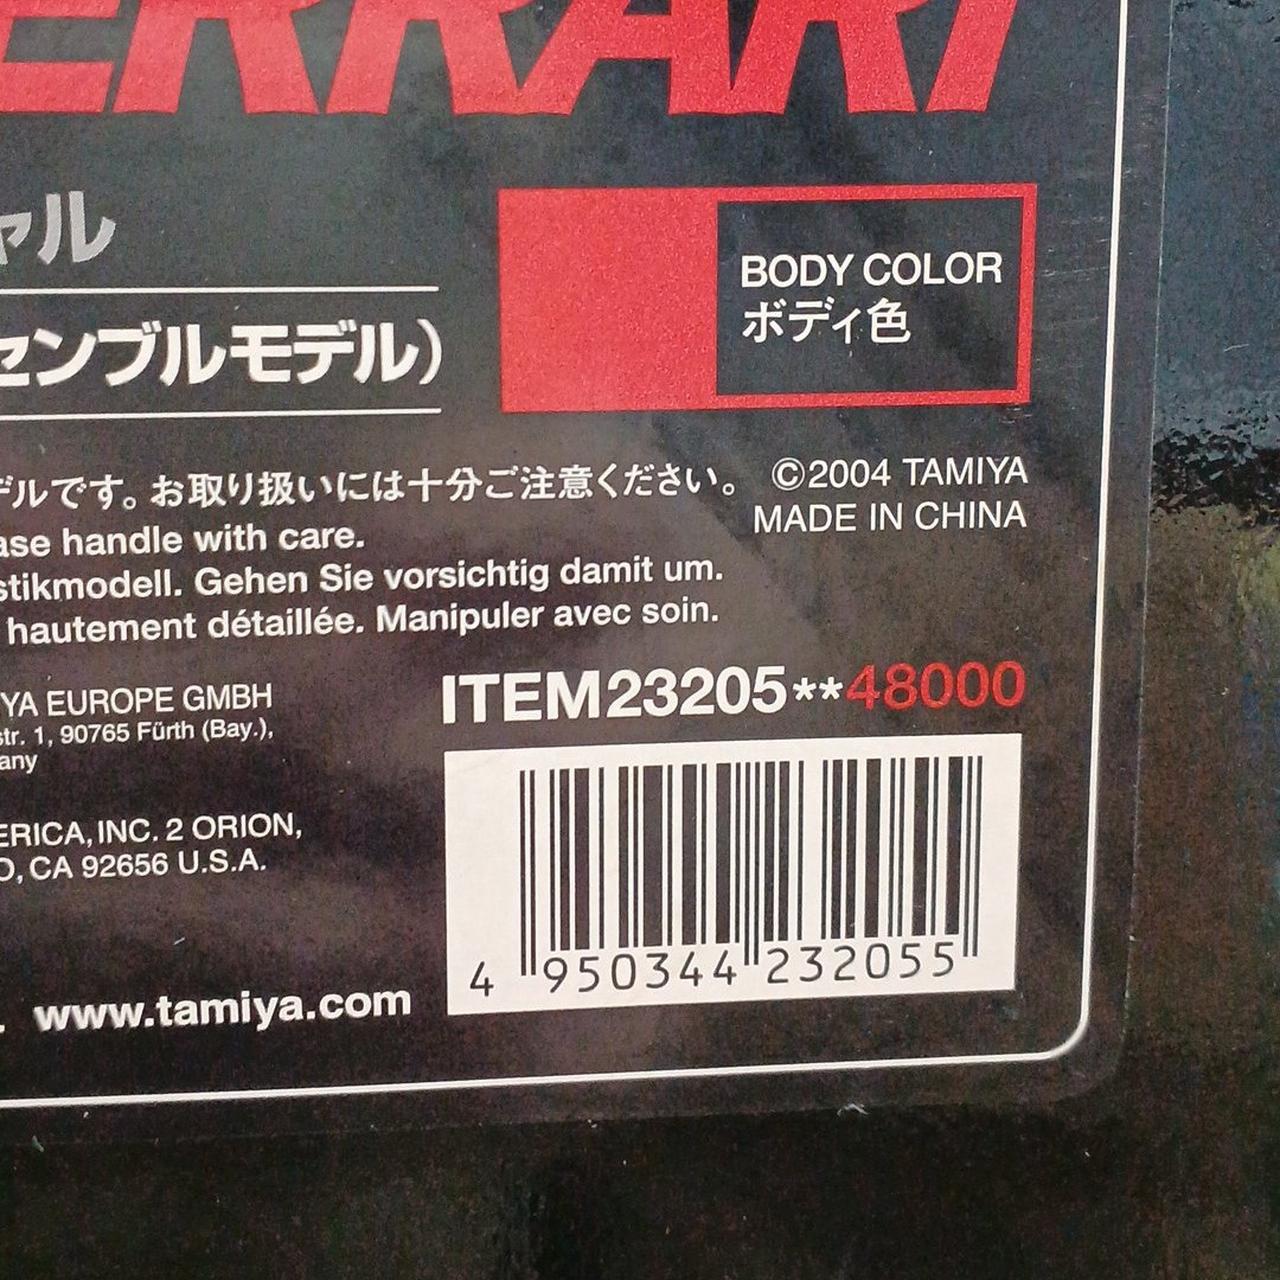 ERRARI
ャル
センブルモデル)
BODY COLOR
ボディ色
デルです。お取り扱いには十分ご注意ください。
ase handle with care.
stikmodell. Gehen Sie vorsichtig damit um.
hautement détaillée. Manipuler avec soin.
©2004 TAMIYA
MADE IN CHINA
YA EUROPE GMBH
str. 1, 90765 Fürth (Bay.),
any
ERICA, INC. 2 ORION,
O, CA 92656 U.S.A.
www.tamiya.com
ITEM23205**48000
4 950344 232055